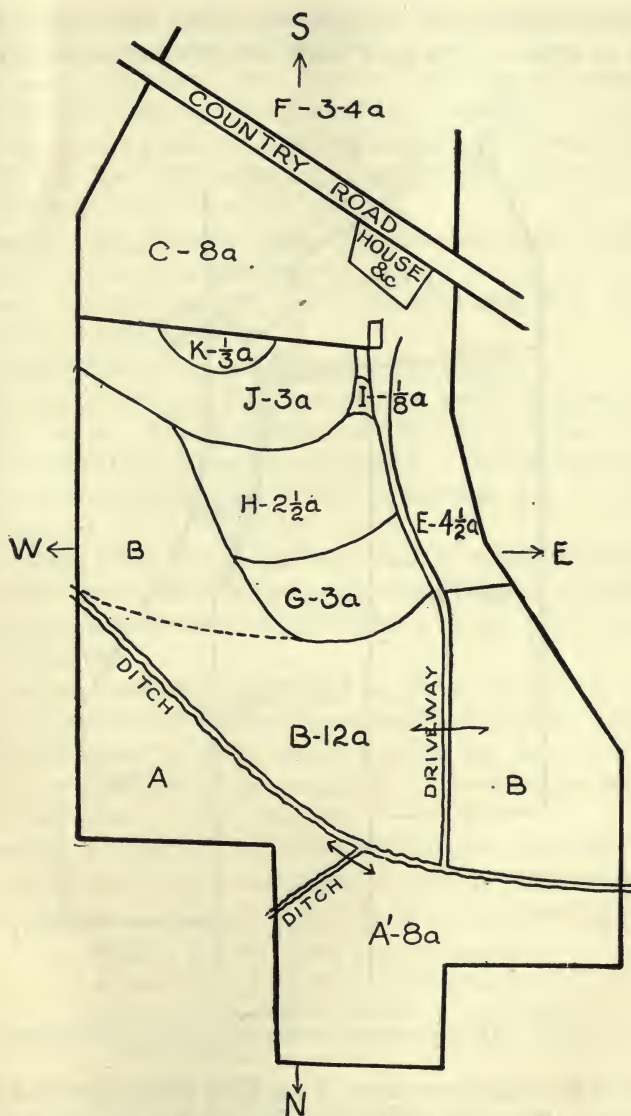 S
F - 3-4a
COUNTRY ROAD
HOUSE
&c
C - 8a
K-⅓a
J-3a
I-⅛a
H-2½a
E-4½a
W
B
E
G-3a
DITCH
B-12a
DRIVEWAY
A
B
DITCH
A'-8a
N